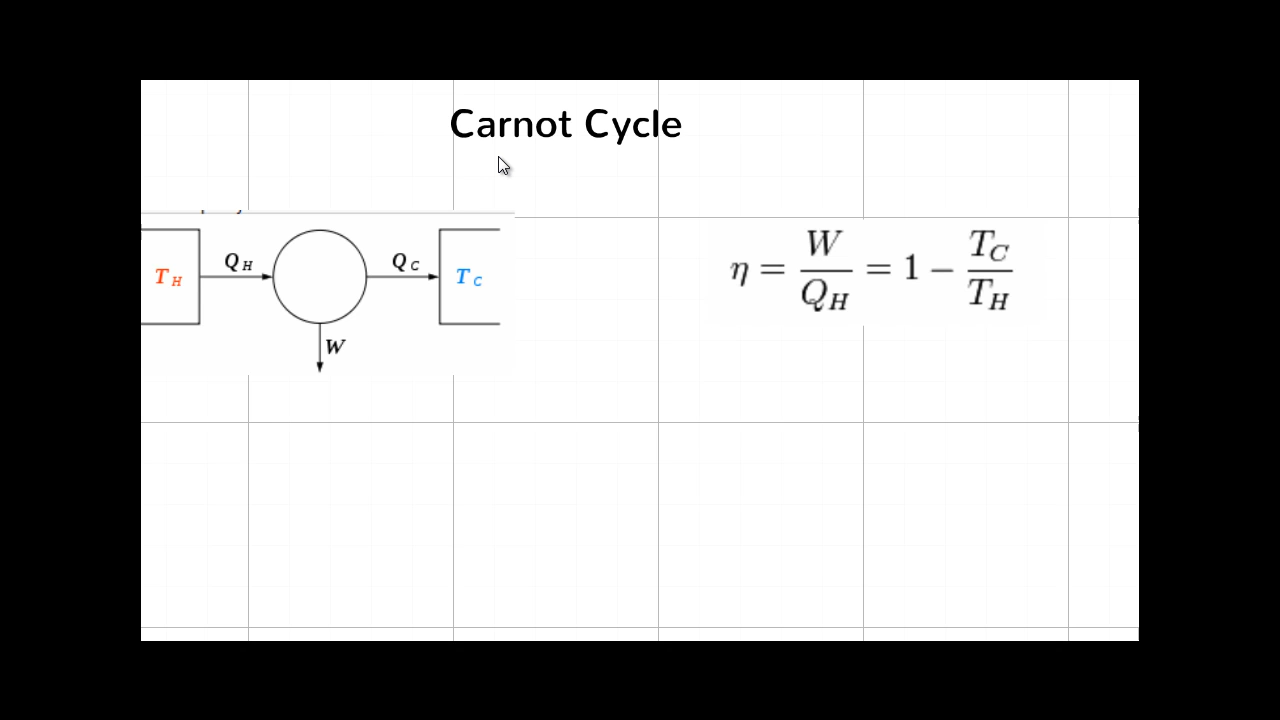 Carnot Cycle
T_H Q_H Q_C T_C
W
η = W/Q_H = 1 − T_C/T_H